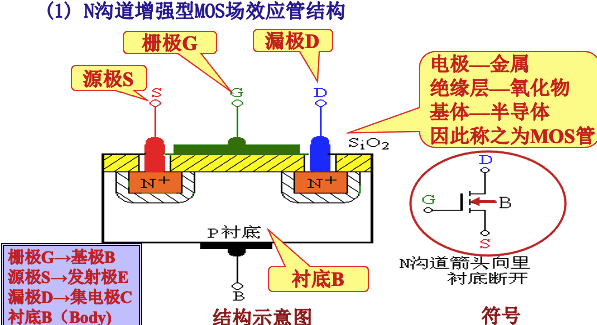 (1) N沟道增强型MOS场效应管结构
栅极G
漏极D
源极S
电极—金属
绝缘层—氧化物
基体—半导体
因此称之为MOS管
S
G
D
SiO2
N+
N+
P衬底
B
衬底B
D
G
B
S
N沟道箭头向里
衬底断开
栅极G→基极B
源极S→发射极E
漏极D→集电极C
衬底B（Body)
结构示意图
符号